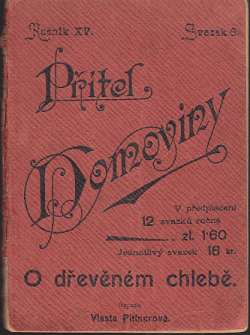 Ročník XV. Svazek 6.
Přítel
Domoviny
V předplacení
12 svazků ročně
zl. 1·60
Jednotlivý svazek 16 kr.
O dřevěném chlebě.
Napsala
Vlasta Pittnerová.